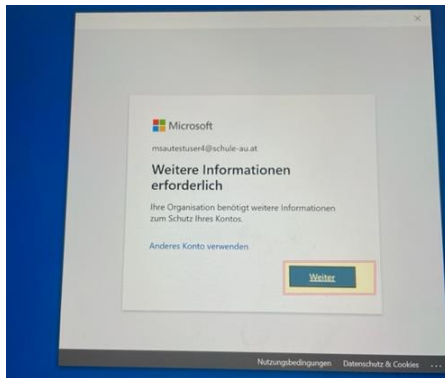 Microsoft
msautestuser4@schule-au.at
Weitere Informationen
erforderlich
Ihre Organisation benötigt weitere Informationen
zum Schutz Ihres Kontos.
Anderes Konto verwenden
Weiter
Nutzungsbedingungen Datenschutz & Cookies ...